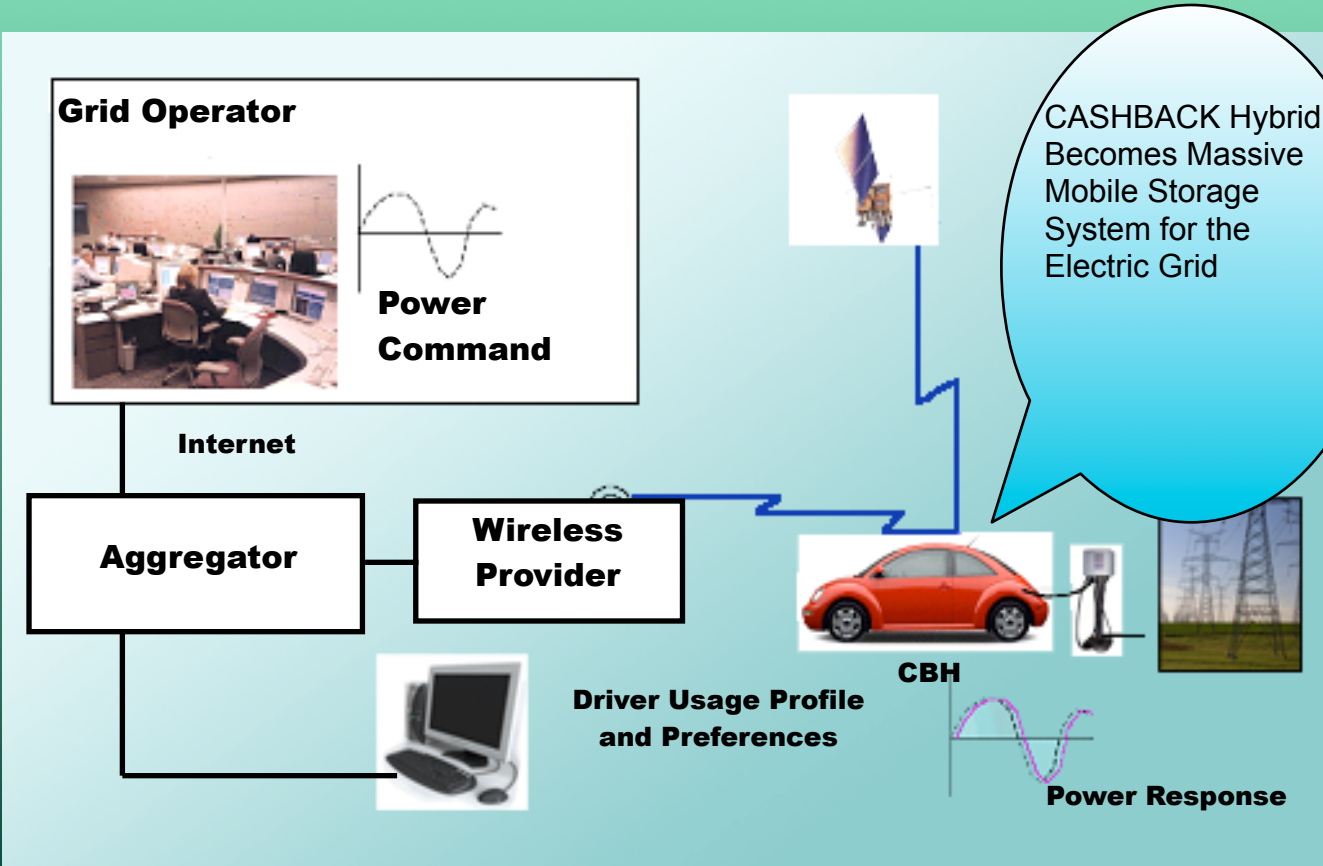 Grid Operator
Power
Command
CASHBACK Hybrid
Becomes Massive
Mobile Storage
System for the
Electric Grid
Internet
Aggregator
Wireless
Provider
CBH
Driver Usage Profile
and Preferences
Power Response